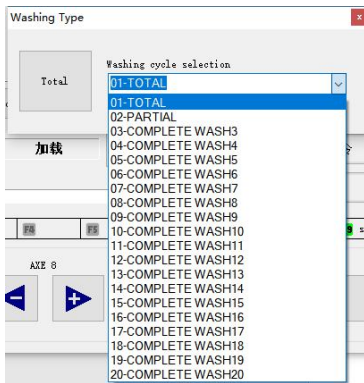 Washing Type
x
Washing cycle selection
Total
01-TOTAL
01-TOTAL
02-PARTIAL
03-COMPLETE WASH3
04-COMPLETE WASH4
05-COMPLETE WASH5
06-COMPLETE WASH6
07-COMPLETE WASH7
08-COMPLETE WASH8
09-COMPLETE WASH9
10-COMPLETE WASH10
11-COMPLETE WASH11
12-COMPLETE WASH12
13-COMPLETE WASH13
14-COMPLETE WASH14
15-COMPLETE WASH15
16-COMPLETE WASH16
17-COMPLETE WASH17
18-COMPLETE WASH18
19-COMPLETE WASH19
20-COMPLETE WASH20
加载
F4 F5
AXE 8